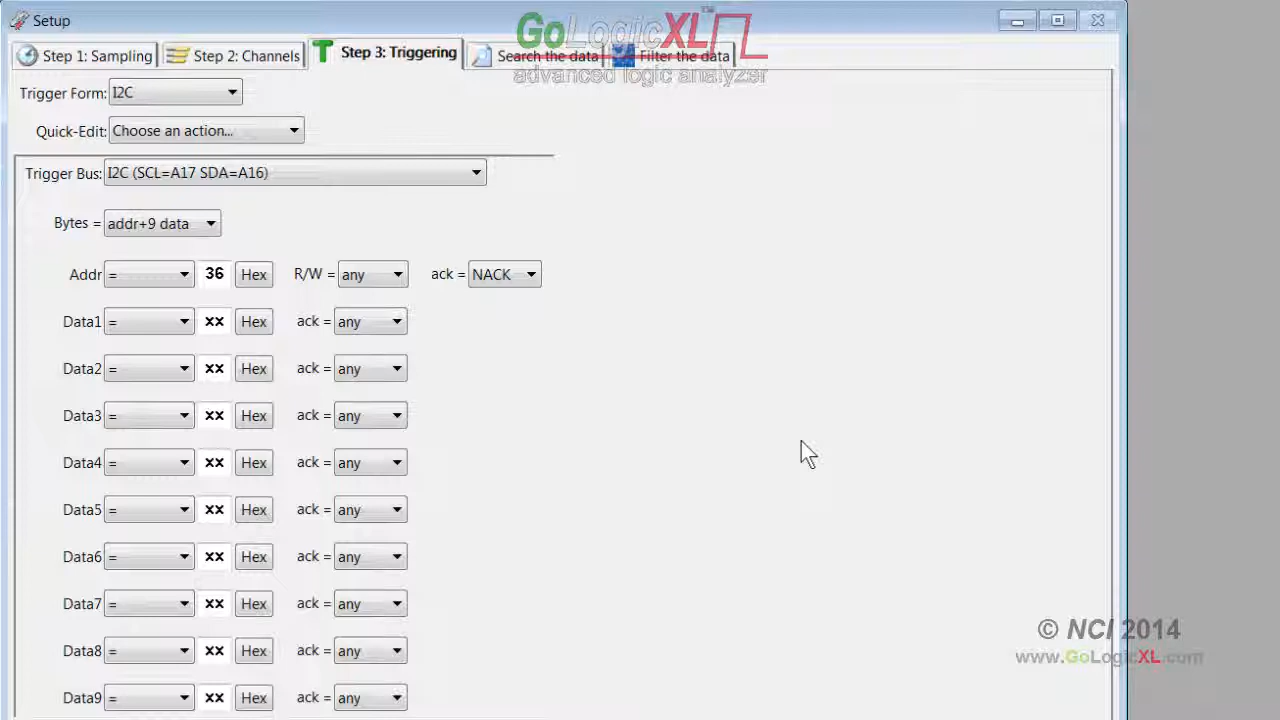 Setup
GoLogicXL™
advanced logic analyzer
Step 1: Sampling Step 2: Channels Step 3: Triggering Search the data Filter the data
Trigger Form: I2C
Quick-Edit: Choose an action...
Trigger Bus: I2C (SCL=A17 SDA=A16)
Bytes = addr+9 data
Addr = 36 Hex R/W = any ack = NACK
Data1 = xx Hex ack = any
Data2 = xx Hex ack = any
Data3 = xx Hex ack = any
Data4 = xx Hex ack = any
Data5 = xx Hex ack = any
Data6 = xx Hex ack = any
Data7 = xx Hex ack = any
Data8 = xx Hex ack = any
Data9 = xx Hex ack = any
© NCI 2014
www.GoLogicXL.com